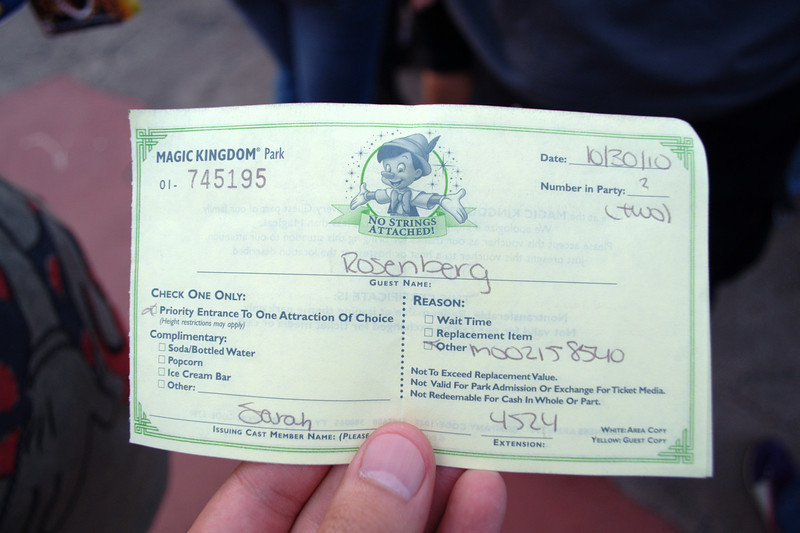 MAGIC KINGDOM® Park
01- 745195
NO STRINGS
ATTACHED!
Date: 10/30/10
Number in Party: 2
(two)
Rosenberg
GUEST NAME:
CHECK ONE ONLY:
Priority Entrance To One Attraction Of Choice
(Height restrictions may apply)
Complimentary:
Soda/Bottled Water
Popcorn
Ice Cream Bar
Other:
REASON:
Wait Time
Replacement Item
Other M002158540
Not To Exceed Replacement Value.
Not Valid For Park Admission Or Exchange For Ticket Media.
Not Redeemable For Cash In Whole Or Part.
Sarah
ISSUING CAST MEMBER NAME: (PLEASE
4524
EXTENSION:
WHITE: AREA COPY
YELLOW: GUEST COPY